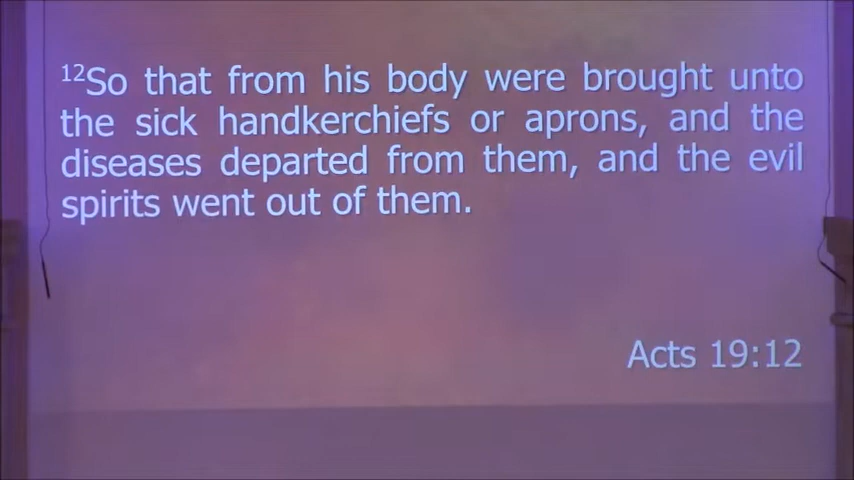 12So that from his body were brought unto
the sick handkerchiefs or aprons, and the
diseases departed from them, and the evil
spirits went out of them.
Acts 19:12